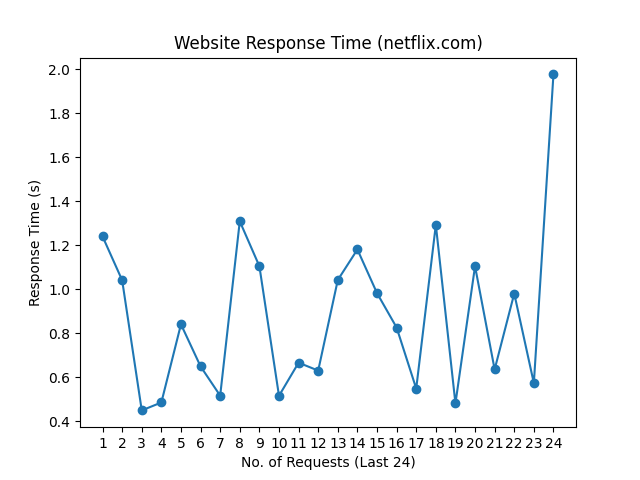 Website Response Time (netflix.com)
2.0
1.8
1.6
1.4
1.2
1.0
0.8
0.6
0.4
Response Time (s)
1 2 3 4 5 6 7 8 9 10 11 12 13 14 15 16 17 18 19 20 21 22 23 24
No. of Requests (Last 24)